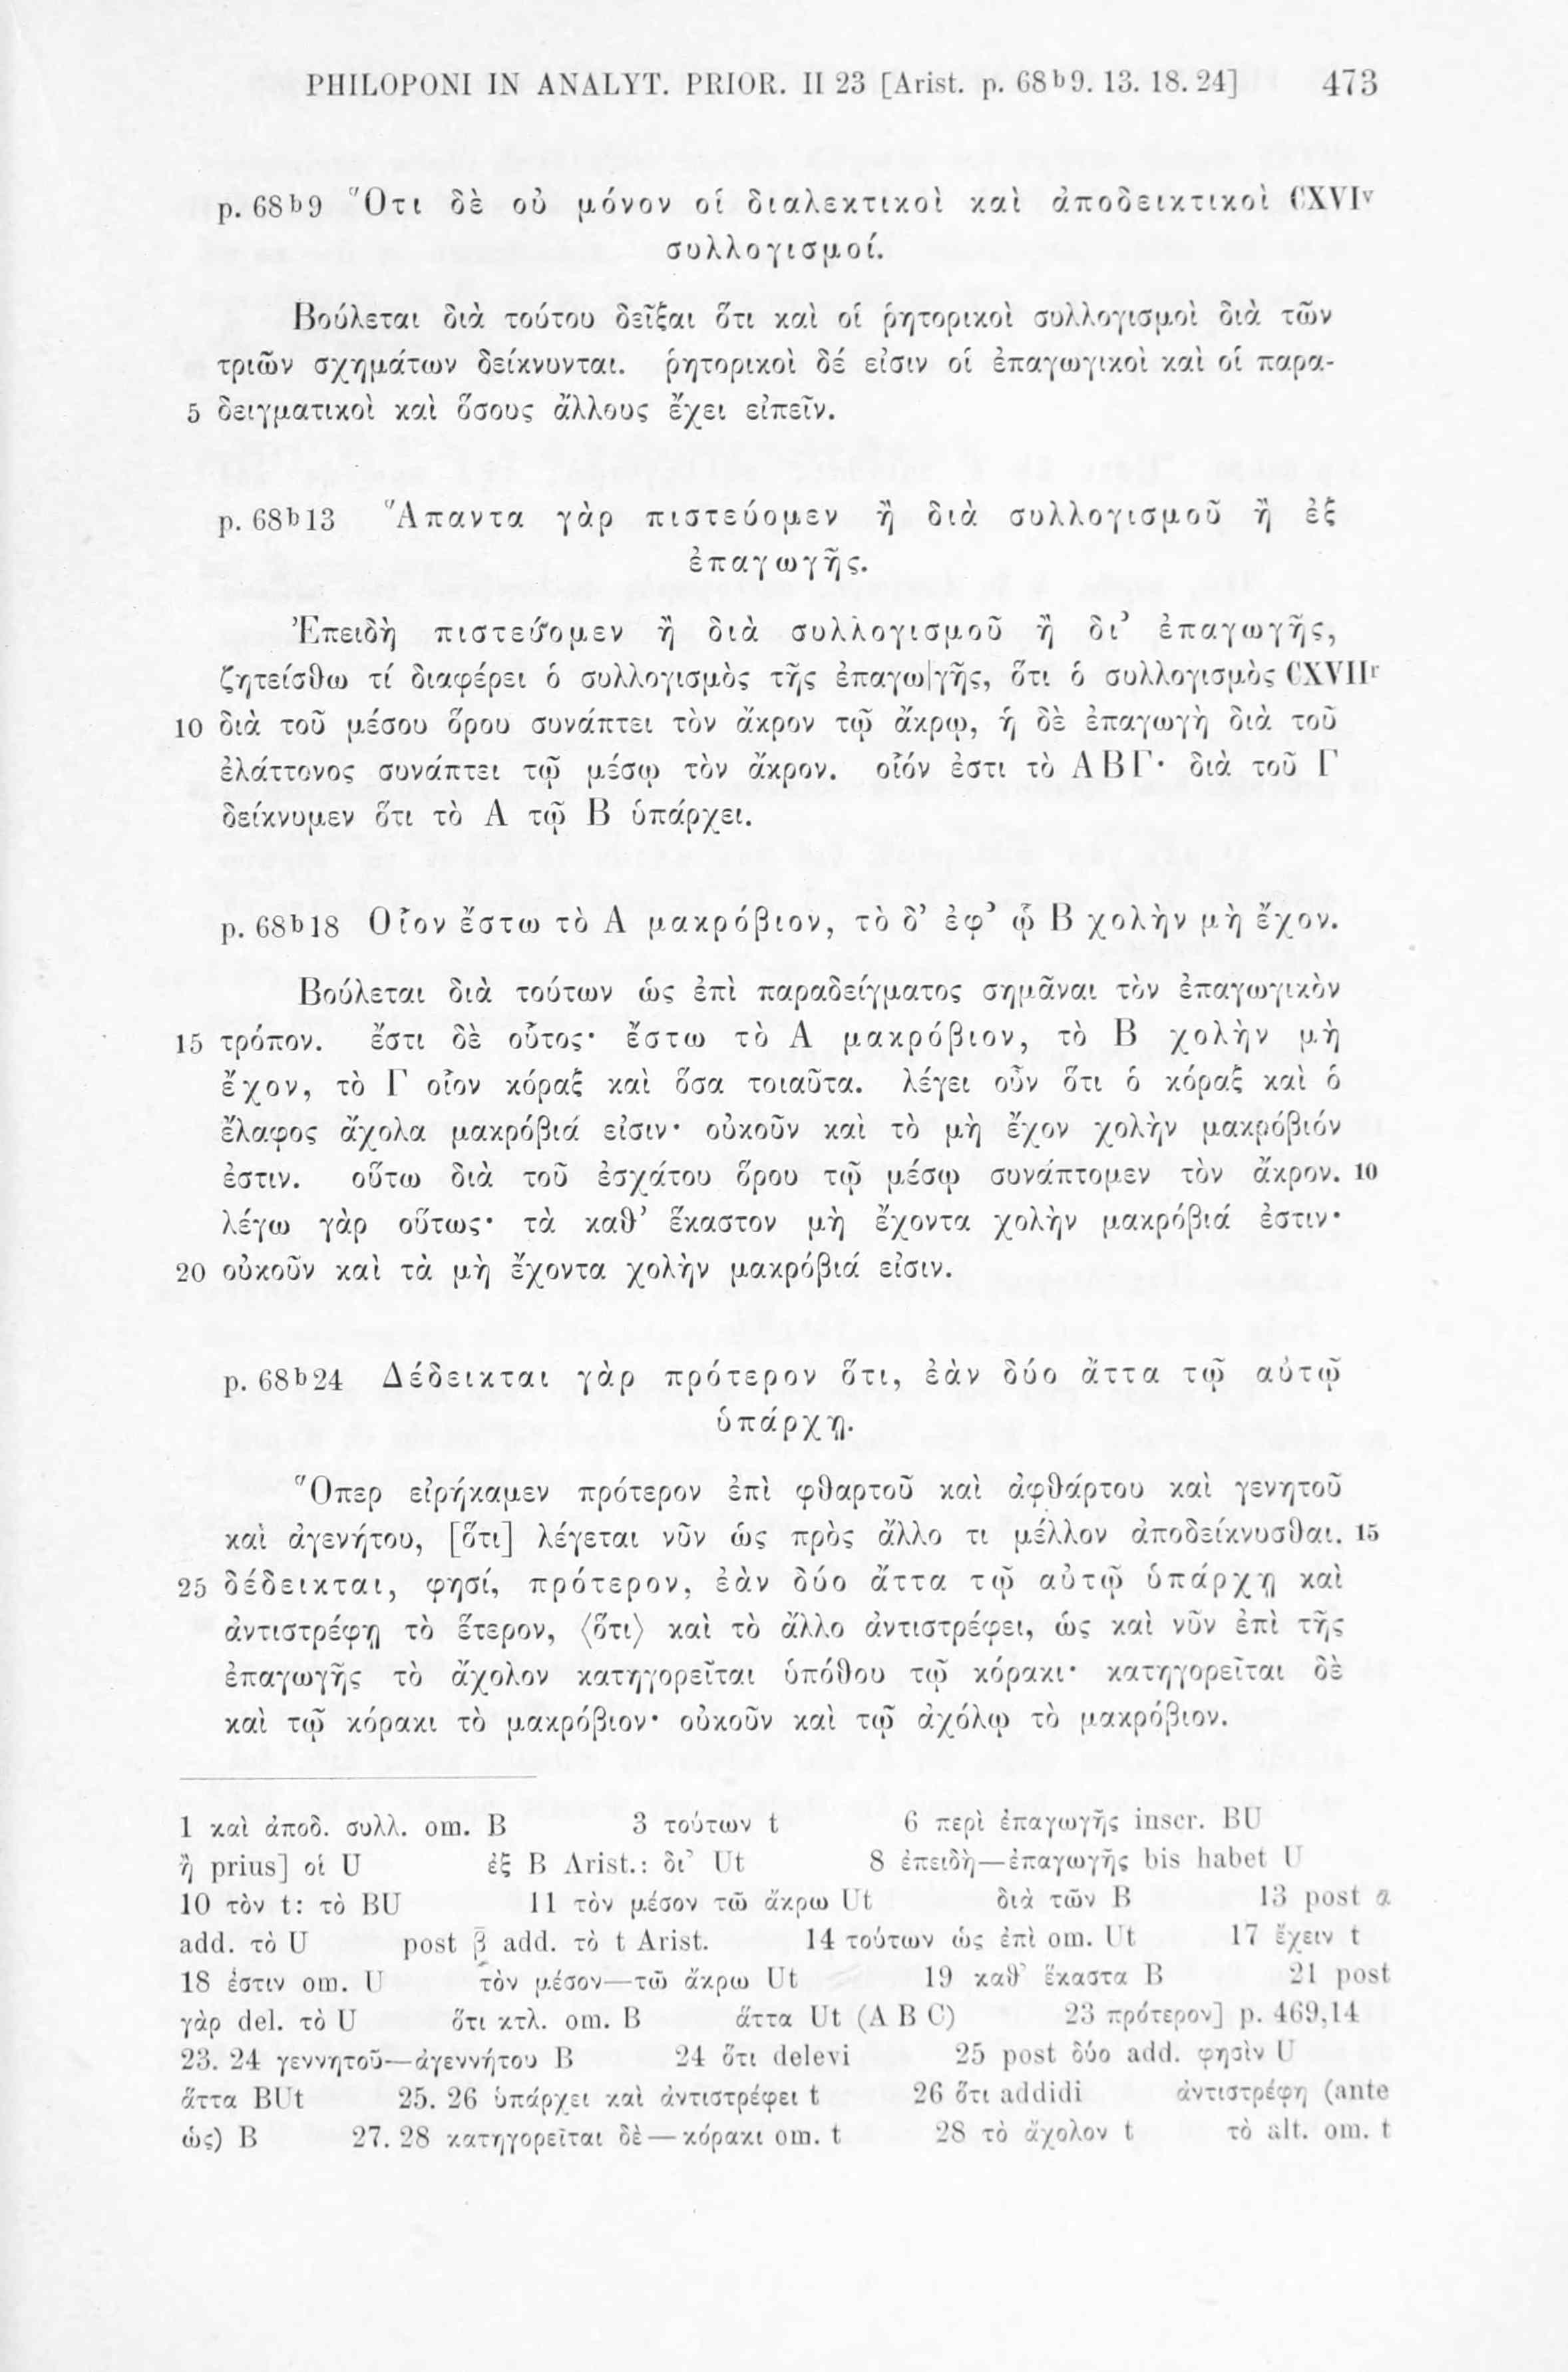 PHILOPONI IN ANALYT. PRIOR. II 23 [Arist. p. 68ᵇ9. 13. 18. 24] 473
p. 68ᵇ9 Ὅτι δὲ οὐ μόνον οἱ διαλεκτικοὶ καὶ ἀποδεικτικοὶ CXVIᵛ
συλλογισμοί.
Βούλεται διὰ τούτου δεῖξαι ὅτι καὶ οἱ ῥητορικοὶ συλλογισμοὶ διὰ τῶν
τριῶν σχημάτων δείκνυνται. ῥητορικοὶ δέ εἰσιν οἱ ἐπαγωγικοὶ καὶ οἱ παρα-
5 δειγματικοὶ καὶ ὅσους ἄλλους ἔχει εἰπεῖν.
p. 68ᵇ13 Ἅπαντα γὰρ πιστεύομεν ἢ διὰ συλλογισμοῦ ἢ ἐξ
ἐπαγωγῆς.
Ἐπειδὴ πιστεύομεν ἢ διὰ συλλογισμοῦ ἢ δι’ ἐπαγωγῆς,
ζητείσθω τί διαφέρει ὁ συλλογισμὸς τῆς ἐπαγω|γῆς, ὅτι ὁ συλλογισμὸς CXVIIʳ
10 διὰ τοῦ μέσου ὅρου συνάπτει τὸν ἄκρον τῷ ἄκρῳ, ἡ δὲ ἐπαγωγὴ διὰ τοῦ
ἐλάττονος συνάπτει τῷ μέσῳ τὸν ἄκρον. οἷόν ἐστι τὸ ΑΒΓ· διὰ τοῦ Γ
δείκνυμεν ὅτι τὸ Α τῷ Β ὑπάρχει.
p. 68ᵇ18 Οἷον ἔστω τὸ Α μακρόβιον, τὸ δ’ ἐφ’ ᾧ Β χολὴν μὴ ἔχον.
Βούλεται διὰ τούτων ὡς ἐπὶ παραδείγματος σημᾶναι τὸν ἐπαγωγικὸν
15 τρόπον. ἔστι δὲ οὗτος· ἔστω τὸ Α μακρόβιον, τὸ Β χολὴν μὴ
ἔχον, τὸ Γ οἷον κόραξ καὶ ὅσα τοιαῦτα. λέγει οὖν ὅτι ὁ κόραξ καὶ ὁ
ἔλαφος ἄχολα μακρόβιά εἰσιν· οὐκοῦν καὶ τὸ μὴ ἔχον χολὴν μακρόβιόν
ἐστιν. οὕτω διὰ τοῦ ἐσχάτου ὅρου τῷ μέσῳ συνάπτομεν τὸν ἄκρον. 10
λέγω γὰρ οὕτως· τὰ καθ’ ἕκαστον μὴ ἔχοντα χολὴν μακρόβιά ἐστιν·
20 οὐκοῦν καὶ τὰ μὴ ἔχοντα χολὴν μακρόβιά εἰσιν.
p. 68ᵇ24 Δέδεικται γὰρ πρότερον ὅτι, ἐὰν δύο ἄττα τῷ αὐτῷ
ὑπάρχῃ.
Ὅπερ εἰρήκαμεν πρότερον ἐπὶ φθαρτοῦ καὶ ἀφθάρτου καὶ γενητοῦ
καὶ ἀγενήτου, [ὅτι] λέγεται νῦν ὡς πρὸς ἄλλο τι μέλλον ἀποδείκνυσθαι. 15
25 δέδεικται, φησί, πρότερον, ἐὰν δύο ἄττα τῷ αὐτῷ ὑπάρχῃ καὶ
ἀντιστρέφῃ τὸ ἕτερον, ⟨ὅτι⟩ καὶ τὸ ἄλλο ἀντιστρέφει, ὡς καὶ νῦν ἐπὶ τῆς
ἐπαγωγῆς τὸ ἄχολον κατηγορεῖται ὑπόθου τῷ κόρακι· κατηγορεῖται δὲ
καὶ τῷ κόρακι τὸ μακρόβιον· οὐκοῦν καὶ τῷ ἀχόλῳ τὸ μακρόβιον.
1 καὶ ἀποδ. συλλ. om. B 3 τούτων t 6 περὶ ἐπαγωγῆς inscr. BU
ἢ prius] οἱ U ἐξ B Arist.: δι’ Ut 8 ἐπειδὴ—ἐπαγωγῆς bis habet U
10 τὸν t: τὸ BU 11 τὸν μέσον τῶ ἄκρω Ut διὰ τῶν B 13 post α
add. τὸ U post β̄ add. τὸ t Arist. 14 τούτων ὡς ἐπὶ om. Ut 17 ἔχειν t
18 ἐστιν om. U τὸν μέσον—τῶ ἄκρω Ut 19 καθ’ ἕκαστα B 21 post
γὰρ del. τὸ U ὅτι κτλ. om. B ἅττα Ut (A B C) 23 πρότερον] p. 469,14
23. 24 γεννητοῦ—ἀγεννήτου B 24 ὅτι delevi 25 post δύο add. φησὶν U
ἅττα BUt 25. 26 ὑπάρχει καὶ ἀντιστρέφει t 26 ὅτι addidi ἀντιστρέφῃ (ante
ὡς) B 27. 28 κατηγορεῖται δὲ—κόρακι om. t 28 τὸ ἄχολον t τὸ alt. om. t